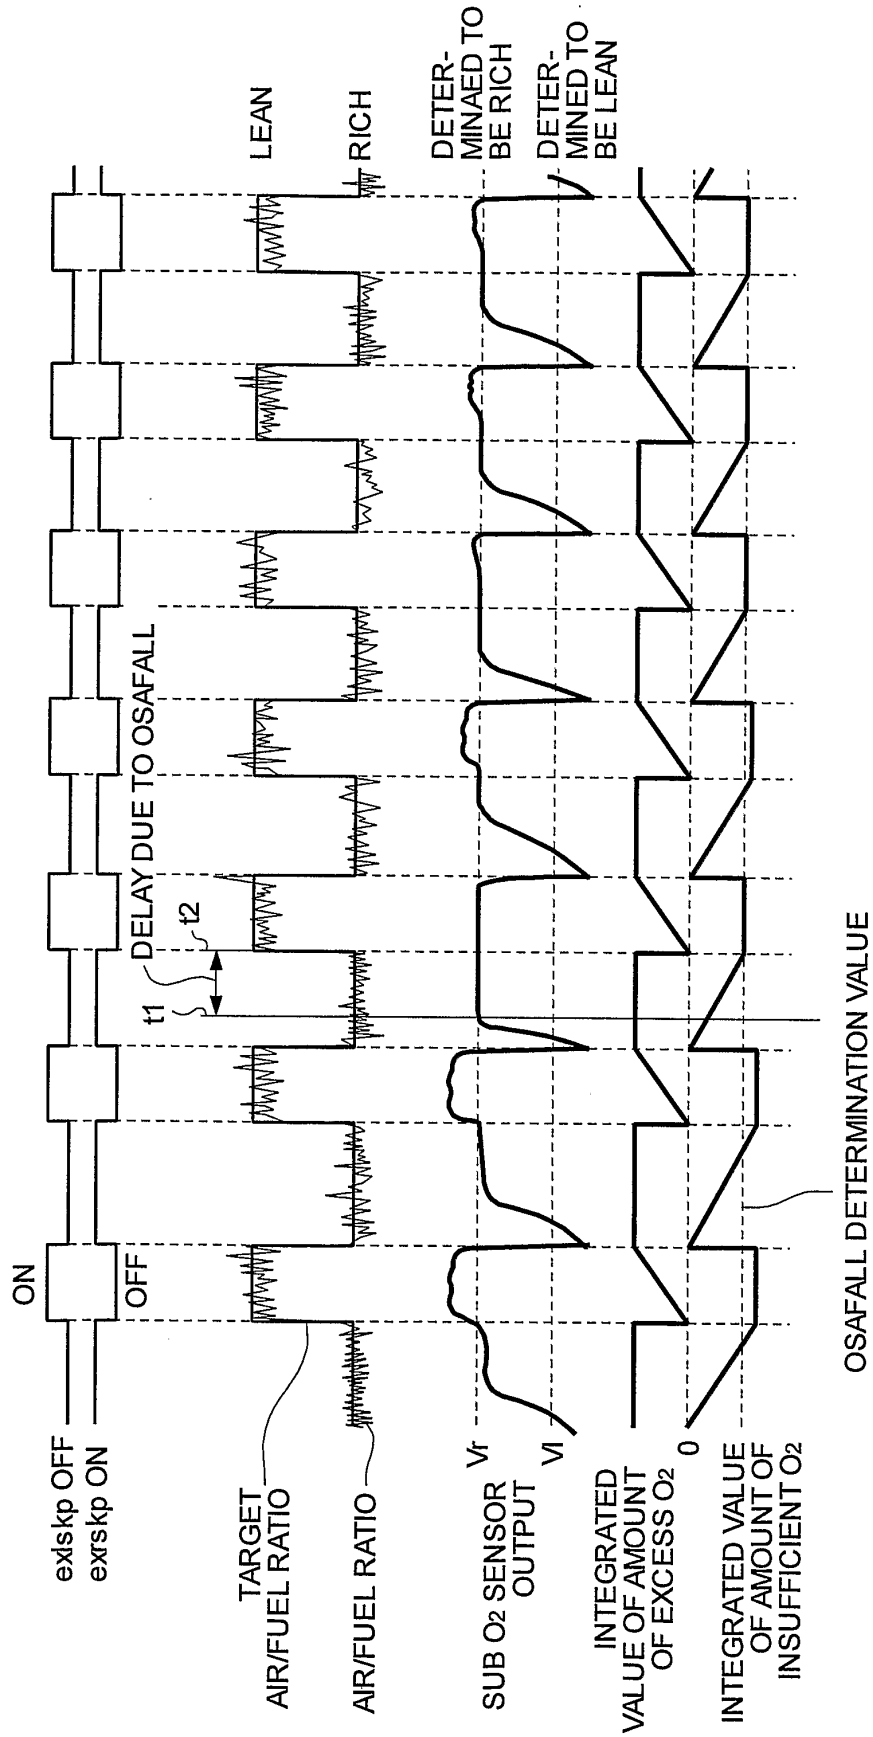 ON
OFF
exlskp OFF
exrskp ON
DELAY DUE TO OSAFALL
t1
t2
LEAN
RICH
TARGET
AIR/FUEL RATIO
AIR/FUEL RATIO
DETER-
MINAED TO
BE RICH
DETER-
MINED TO
BE LEAN
Vr
Vl
SUB O2 SENSOR
OUTPUT
INTEGRATED
VALUE OF AMOUNT
OF EXCESS O2
0
INTEGRATED VALUE
OF AMOUNT OF
INSUFFICIENT O2
OSAFALL DETERMINATION VALUE